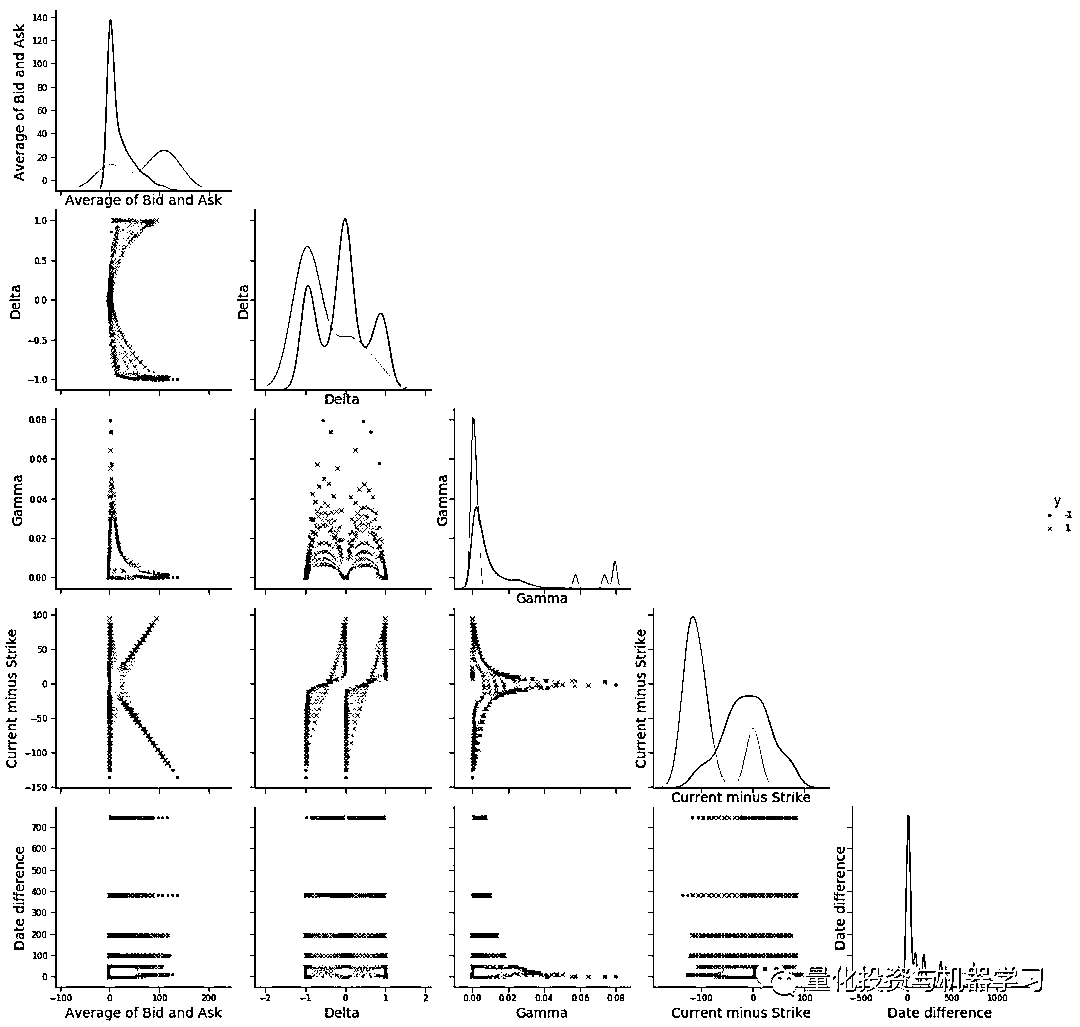 140
120
100
80
60
40
20
0
Average of Bid and Ask
Average of Bid and Ask
1.0
0.5
0.0
−0.5
−1.0
Delta
Delta
Delta
0.08
0.06
0.04
0.02
0.00
Gamma
Gamma
Gamma
y
-1
1
100
50
0
−50
−100
−150
Current minus Strike
Current minus Strike
Current minus Strike
700
600
500
400
300
200
100
0
Date difference
Date difference
−100 0 100 200
−2 −1 0 1 2
0.00 0.02 0.04 0.06 0.08
−100 0 100
−500 0 500 1000
Average of Bid and Ask
Delta
Gamma
Current minus Strike
Date difference
量化投资与机器学习